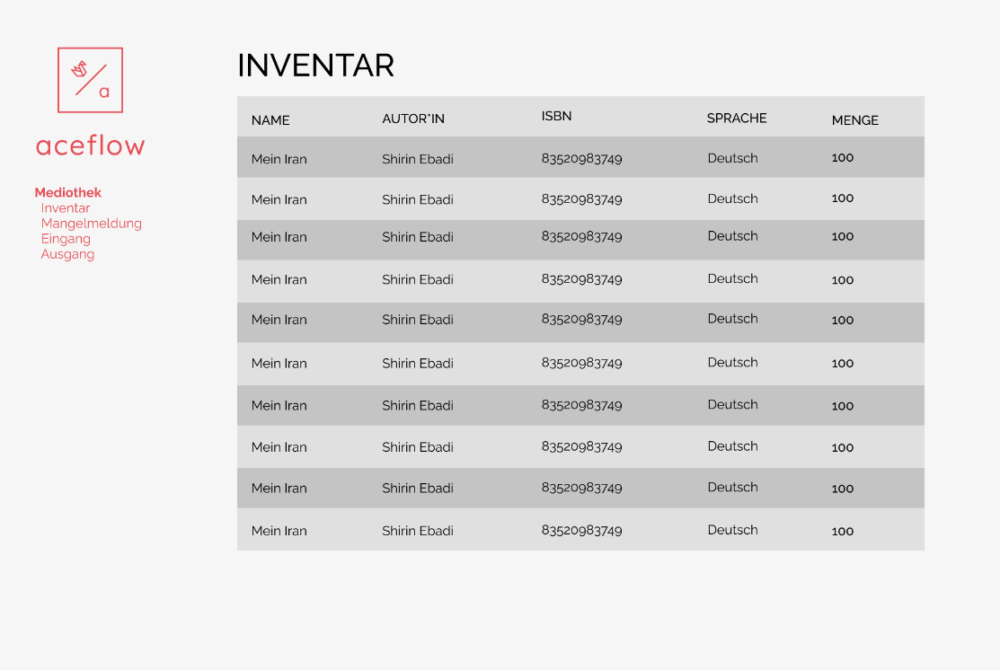 a
aceflow
Mediothek
Inventar
Mangelmeldung
Eingang
Ausgang
INVENTAR
NAME AUTOR*IN ISBN SPRACHE MENGE
Mein Iran Shirin Ebadi 83520983749 Deutsch 100
Mein Iran Shirin Ebadi 83520983749 Deutsch 100
Mein Iran Shirin Ebadi 83520983749 Deutsch 100
Mein Iran Shirin Ebadi 83520983749 Deutsch 100
Mein Iran Shirin Ebadi 83520983749 Deutsch 100
Mein Iran Shirin Ebadi 83520983749 Deutsch 100
Mein Iran Shirin Ebadi 83520983749 Deutsch 100
Mein Iran Shirin Ebadi 83520983749 Deutsch 100
Mein Iran Shirin Ebadi 83520983749 Deutsch 100
Mein Iran Shirin Ebadi 83520983749 Deutsch 100